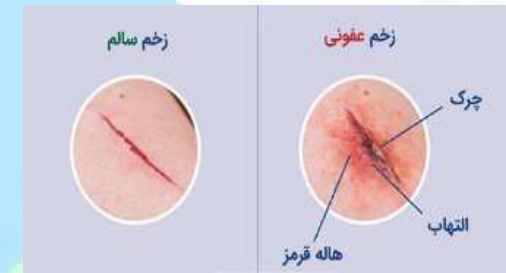 زخم عفونی
زخم سالم
چرک
التهاب
هاله قرمز